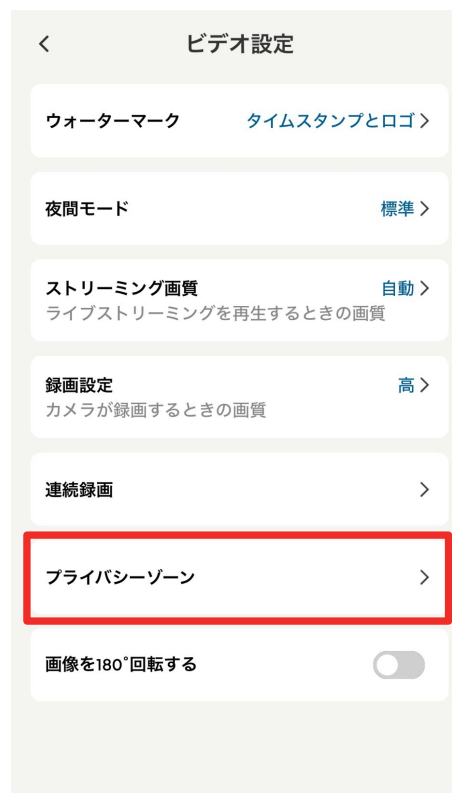 ビデオ設定
ウォーターマーク タイムスタンプとロゴ
夜間モード 標準
ストリーミング画質 自動
ライブストリーミングを再生するときの画質
録画設定 高
カメラが録画するときの画質
連続録画
プライバシーゾーン
画像を180°回転する